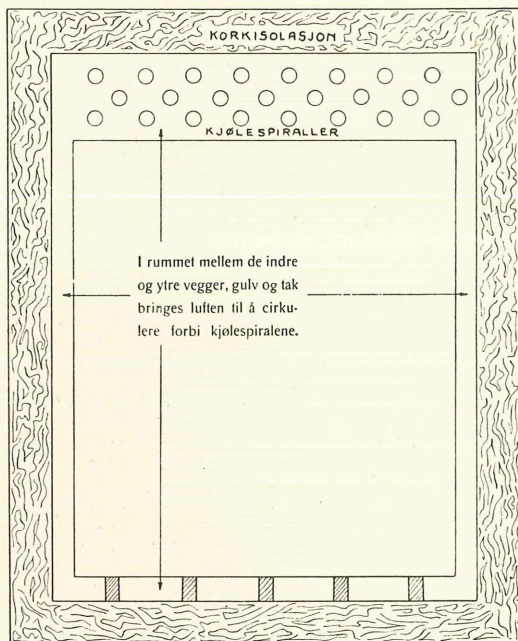 KORKISOLASJON
KJØLESPIRALLER
I rummet mellem de indre
og ytre vegger, gulv og tak
bringes luften til å cirku-
lere forbi kjølespiralene.